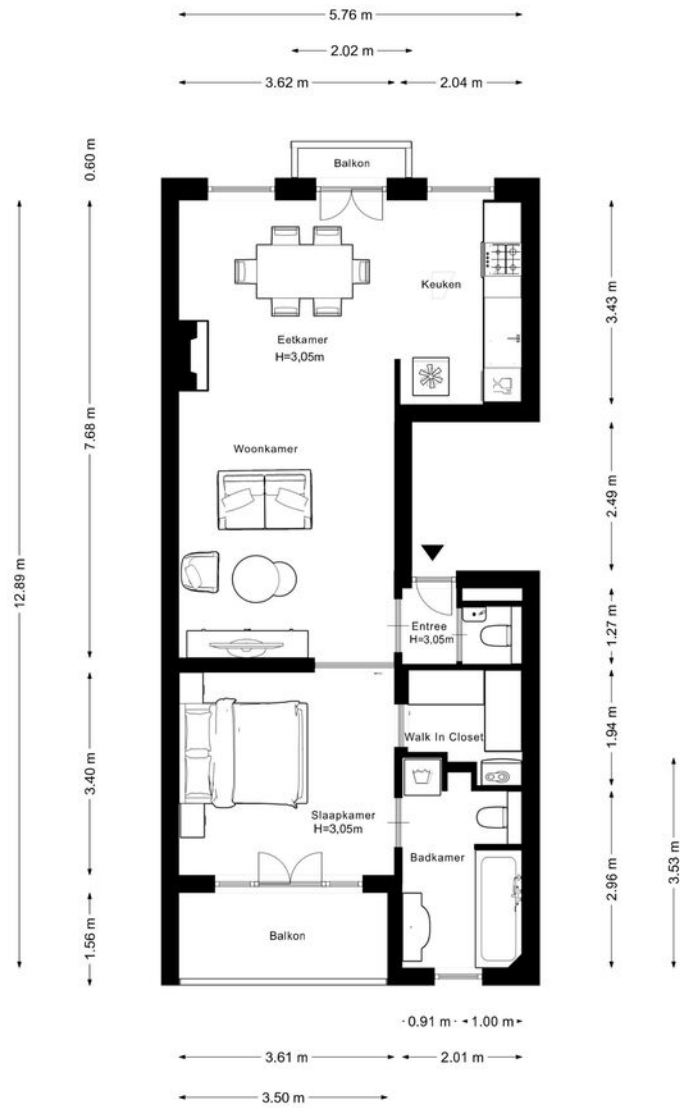 5.76 m
2.02 m
3.62 m
2.04 m
0.60 m
Balkon
Keuken
3.43 m
Eetkamer
H=3,05m
7.68 m
Woonkamer
2.49 m
12.89 m
Entree
H=3,05m
1.27 m
Walk In Closet
1.94 m
3.40 m
Slaapkamer
H=3,05m
Badkamer
3.53 m
2.96 m
1.56 m
Balkon
0.91 m
1.00 m
3.61 m
2.01 m
3.50 m